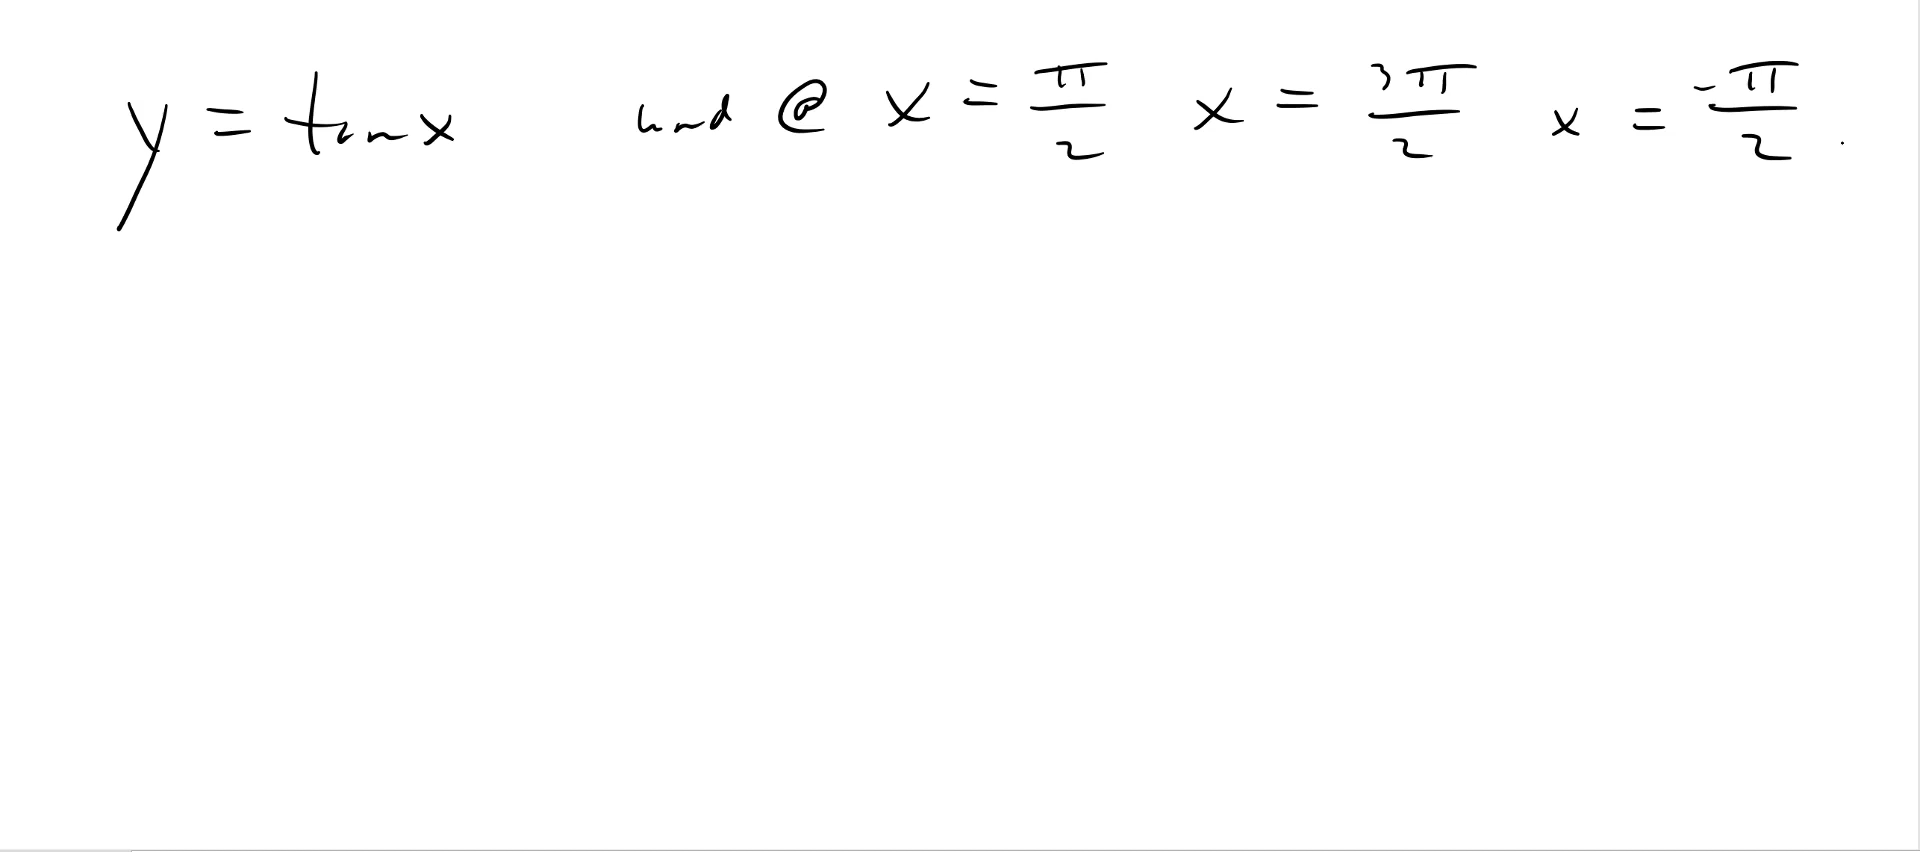 y = tan x und @ x = π/2 x = 3π/2 x = -π/2 .